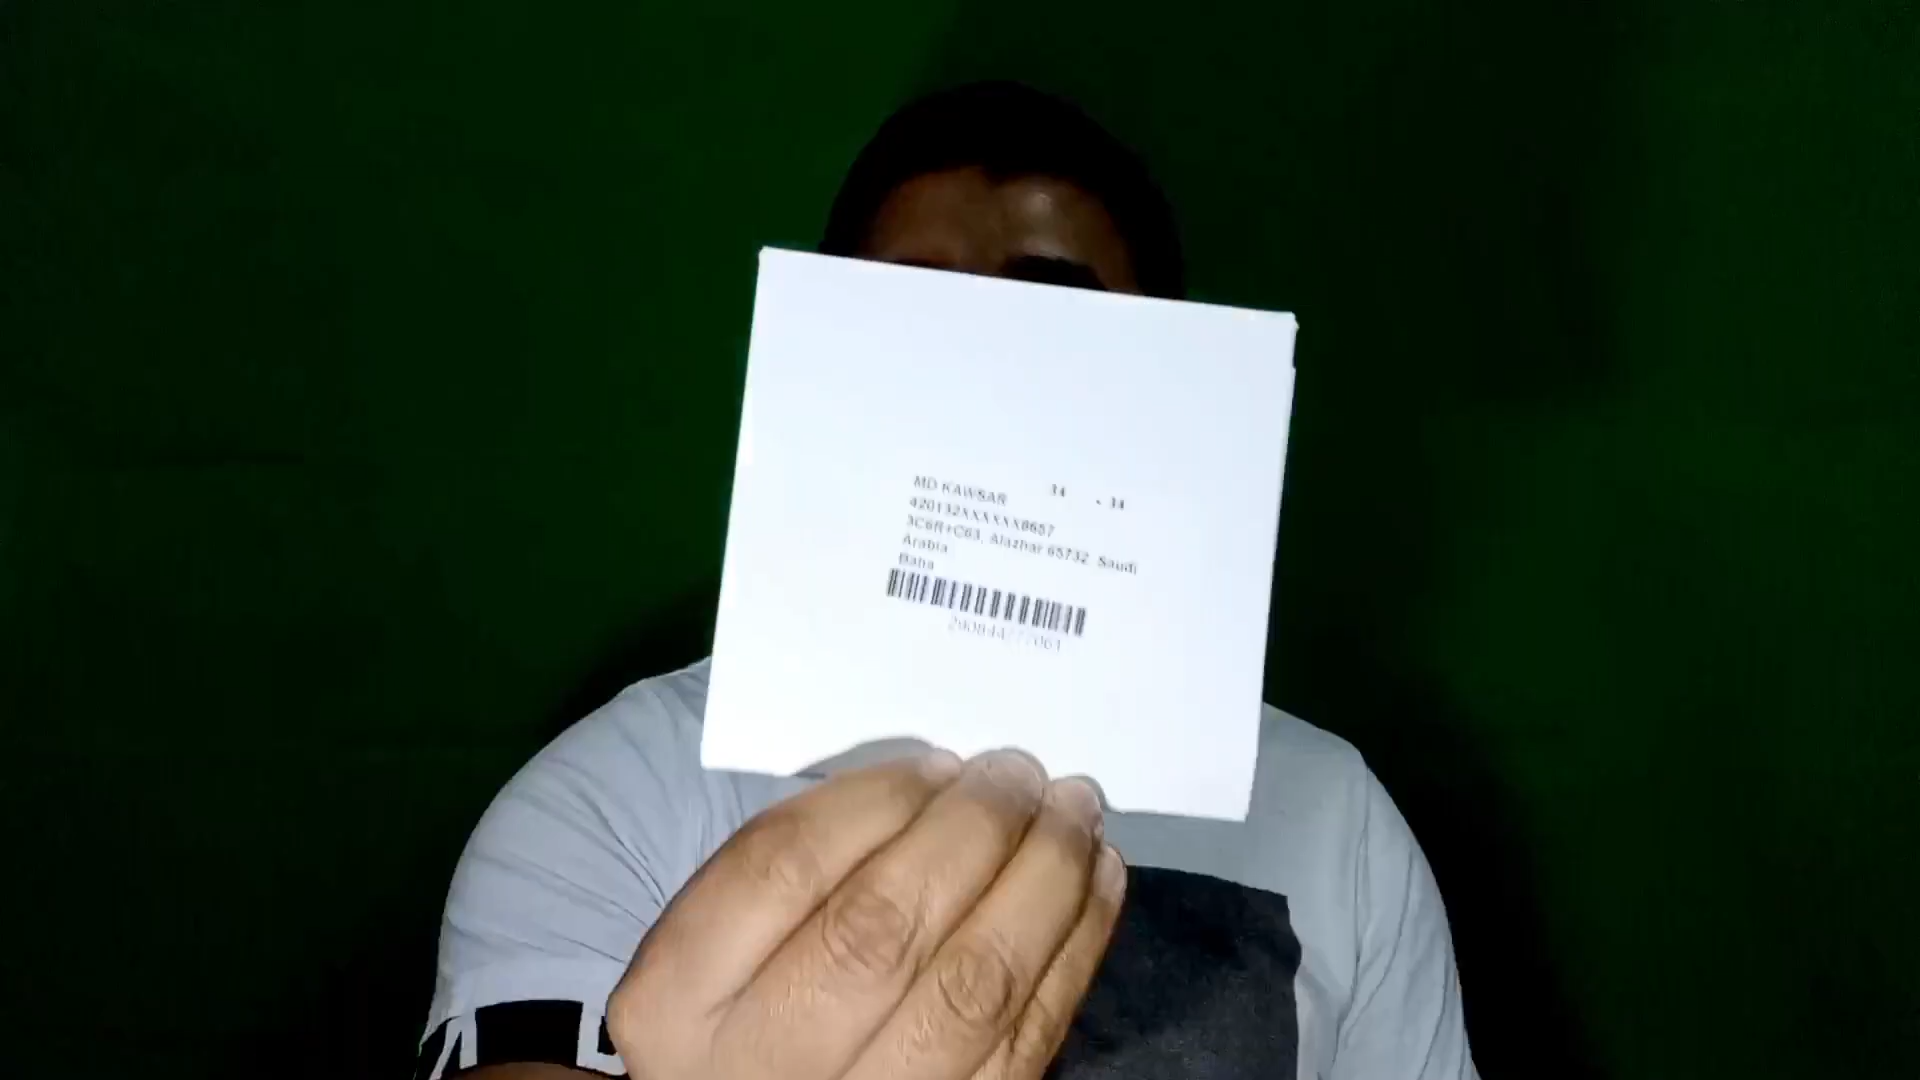 MD KAWSAR 34 - 34
420132XXXXXX8657
3C6R+C63, Alazhar 65732 Saudi
Arabia
Baha